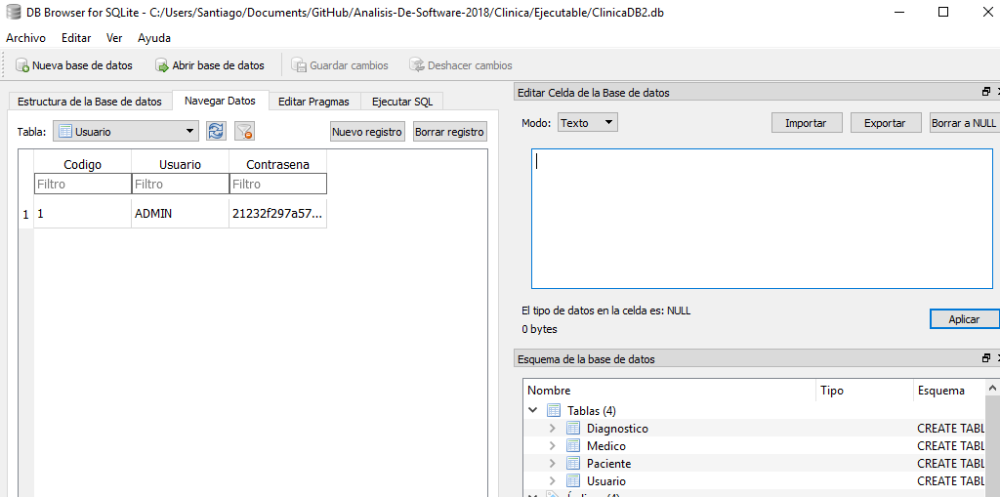 DB Browser for SQLite - C:/Users/Santiago/Documents/GitHub/Analisis-De-Software-2018/Clinica/Ejecutable/ClinicaDB2.db
Archivo Editar Ver Ayuda
Nueva base de datos Abrir base de datos Guardar cambios Deshacer cambios
Estructura de la Base de datos Navegar Datos Editar Pragmas Ejecutar SQL
Tabla: Usuario Nuevo registro Borrar registro
Codigo Usuario Contrasena
Filtro Filtro Filtro
1 1 ADMIN 21232f297a57...
Editar Celda de la Base de datos
Modo: Texto Importar Exportar Borrar a NULL
El tipo de datos en la celda es: NULL
0 bytes
Aplicar
Esquema de la base de datos
Nombre Tipo Esquema
Tablas (4)
Diagnostico CREATE TABL
Medico CREATE TABL
Paciente CREATE TABL
Usuario CREATE TABL
Índices (4)